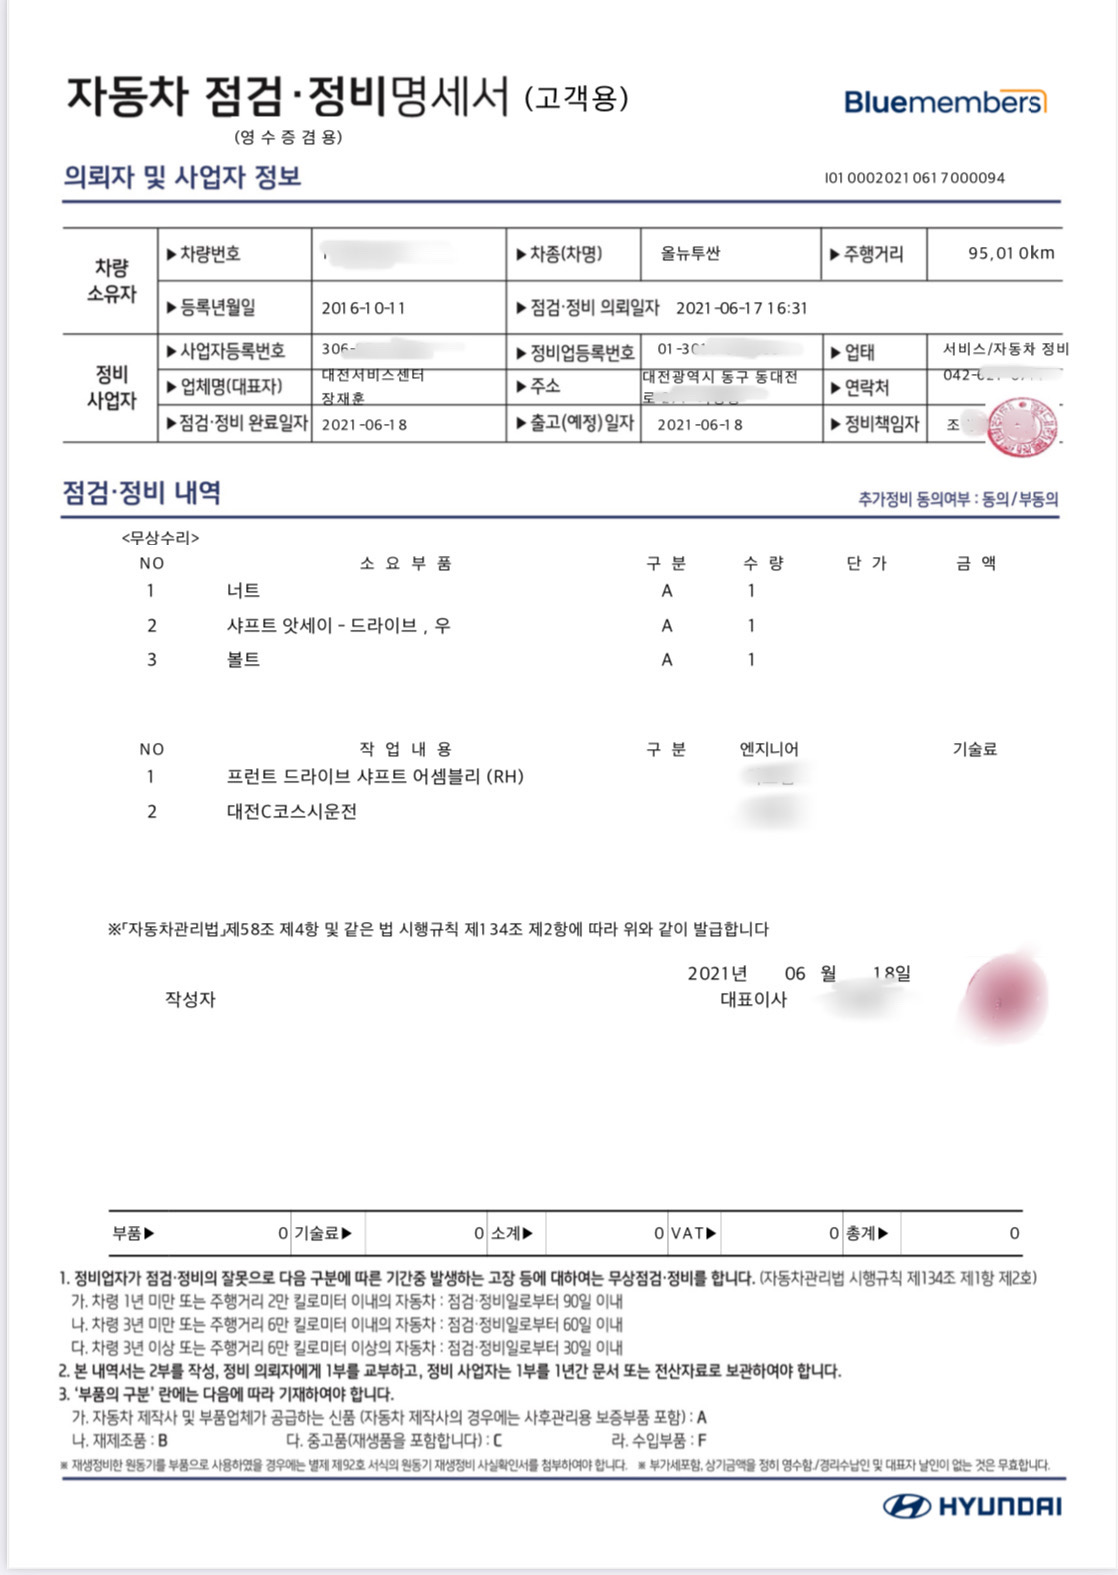 자동차 점검·정비명세서 (고객용)
(영수증겸용)
Bluemembers
의뢰자 및 사업자 정보
I0100020210617000094
차량 소유자
▶차량번호 ▶차종(차명) 올뉴투싼 ▶주행거리 95,010km
▶등록년월일 2016-10-11 ▶점검·정비 의뢰일자 2021-06-17 16:31
정비 사업자
▶사업자등록번호 306- ▶정비업등록번호 01-30 ▶업태 서비스/자동차 정비
▶업체명(대표자) 대전서비스센터 장재훈 ▶주소 대전광역시 동구 동대전로 ▶연락처 042-
▶점검·정비 완료일자 2021-06-18 ▶출고(예정)일자 2021-06-18 ▶정비책임자 조
점검·정비 내역
추가정비 동의여부 : 동의/부동의
<무상수리>
NO 소요부품 구분 수량 단가 금액
1 너트 A 1
2 샤프트 앗세이 - 드라이브 , 우 A 1
3 볼트 A 1
NO 작업내용 구분 엔지니어 기술료
1 프런트 드라이브 샤프트 어셈블리 (RH)
2 대전C코스시운전
※「자동차관리법」제58조 제4항 및 같은 법 시행규칙 제134조 제2항에 따라 위와 같이 발급합니다
2021년 06 월 18일
작성자 대표이사
부품▶ 0 기술료▶ 0 소계▶ 0 VAT▶ 0 총계▶ 0
1. 정비업자가 점검·정비의 잘못으로 다음 구분에 따른 기간중 발생하는 고장 등에 대하여는 무상점검·정비를 합니다. (자동차관리법 시행규칙 제134조 제1항 제2호)
가. 차령 1년 미만 또는 주행거리 2만 킬로미터 이내의 자동차 : 점검·정비일로부터 90일 이내
나. 차령 3년 미만 또는 주행거리 6만 킬로미터 이내의 자동차 : 점검·정비일로부터 60일 이내
다. 차령 3년 이상 또는 주행거리 6만 킬로미터 이상의 자동차 : 점검·정비일로부터 30일 이내
2. 본 내역서는 2부를 작성, 정비 의뢰자에게 1부를 교부하고, 정비 사업자는 1부를 1년간 문서 또는 전산자료로 보관하여야 합니다.
3. '부품의 구분' 란에는 다음에 따라 기재하여야 합니다.
가. 자동차 제작사 및 부품업체가 공급하는 신품 (자동차 제작사의 경우에는 사후관리용 보증부품 포함) : A
나. 재제조품 : B 다. 중고품(재생품을 포함합니다) : C 라. 수입부품 : F
※ 재생정비한 원동기를 부품으로 사용하였을 경우에는 별제 제92호 서식의 원동기 재생정비 사실확인서를 첨부하여야 합니다. ※ 부가세포함, 상기금액을 정히 영수함./경리수납인 및 대표자 날인이 없는 것은 무효합니다.
HYUNDAI